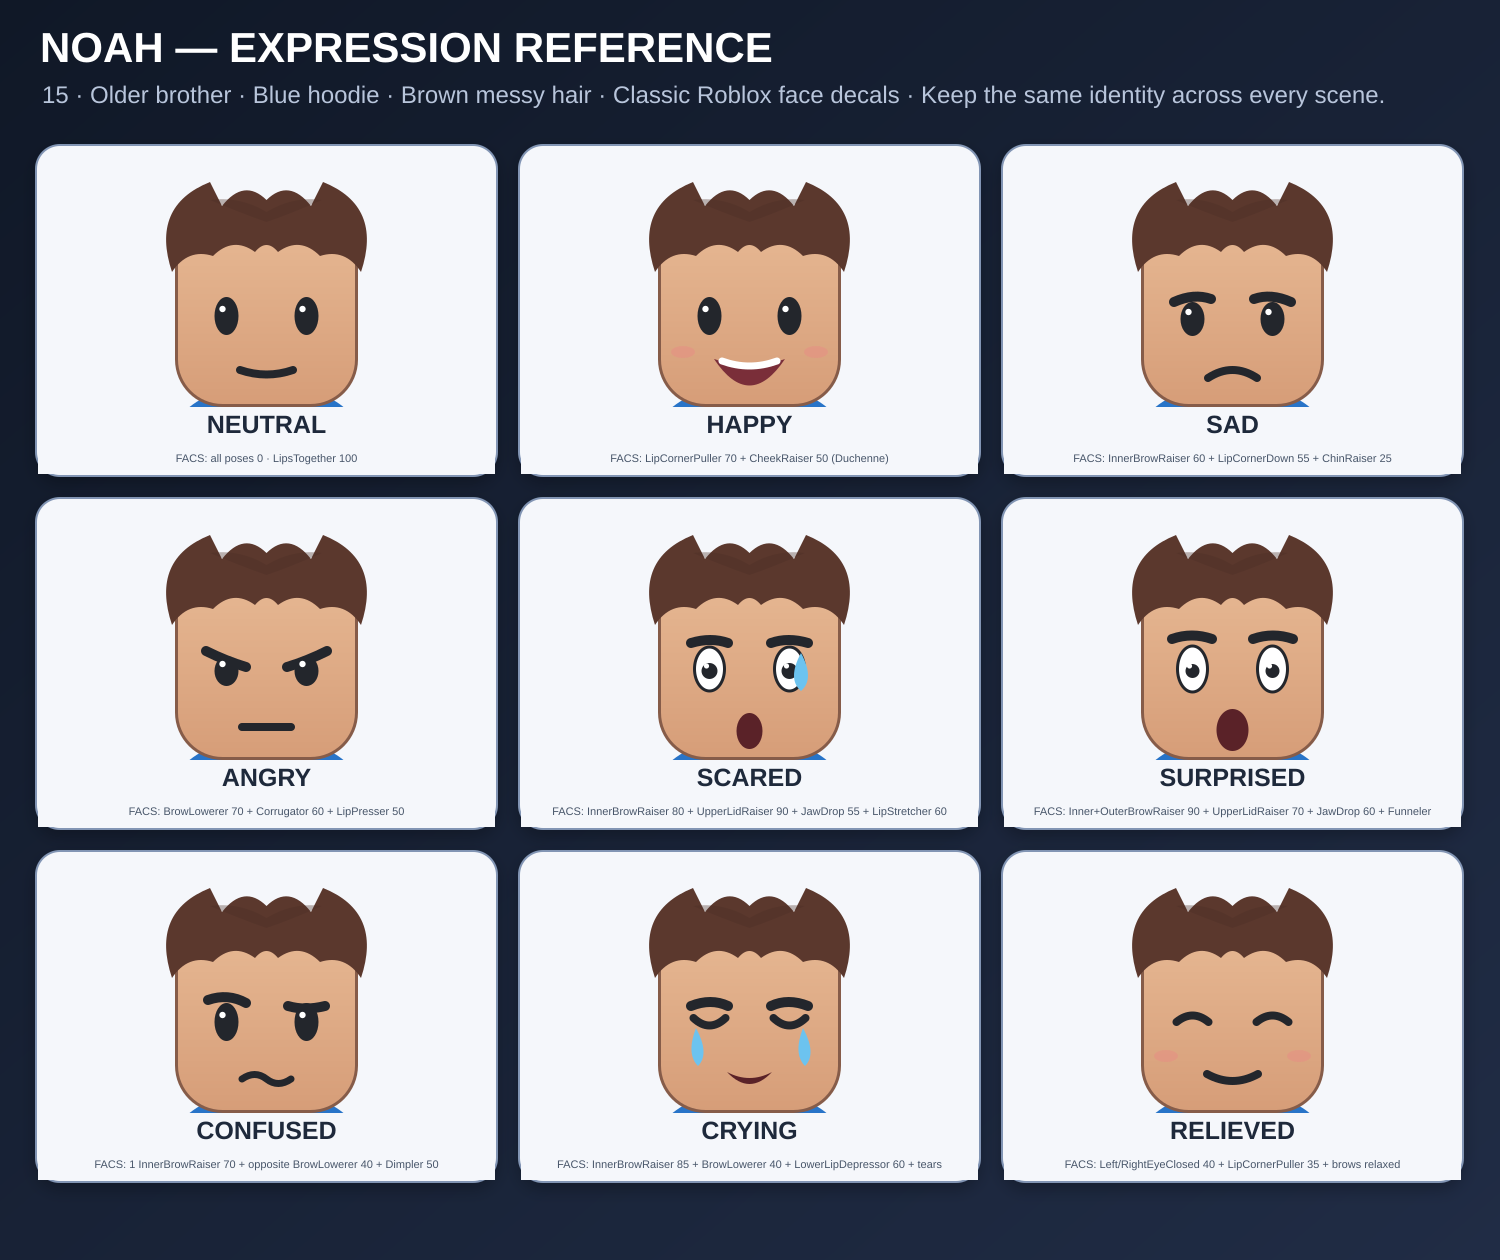 NOAH — EXPRESSION REFERENCE
15 · Older brother · Blue hoodie · Brown messy hair · Classic Roblox face decals · Keep the same identity across every scene.
NEUTRAL
FACS: all poses 0 · LipsTogether 100
HAPPY
FACS: LipCornerPuller 70 + CheekRaiser 50 (Duchenne)
SAD
FACS: InnerBrowRaiser 60 + LipCornerDown 55 + ChinRaiser 25
ANGRY
FACS: BrowLowerer 70 + Corrugator 60 + LipPresser 50
SCARED
FACS: InnerBrowRaiser 80 + UpperLidRaiser 90 + JawDrop 55 + LipStretcher 60
SURPRISED
FACS: Inner+OuterBrowRaiser 90 + UpperLidRaiser 70 + JawDrop 60 + Funneler
CONFUSED
FACS: 1 InnerBrowRaiser 70 + opposite BrowLowerer 40 + Dimpler 50
CRYING
FACS: InnerBrowRaiser 85 + BrowLowerer 40 + LowerLipDepressor 60 + tears
RELIEVED
FACS: Left/RightEyeClosed 40 + LipCornerPuller 35 + brows relaxed